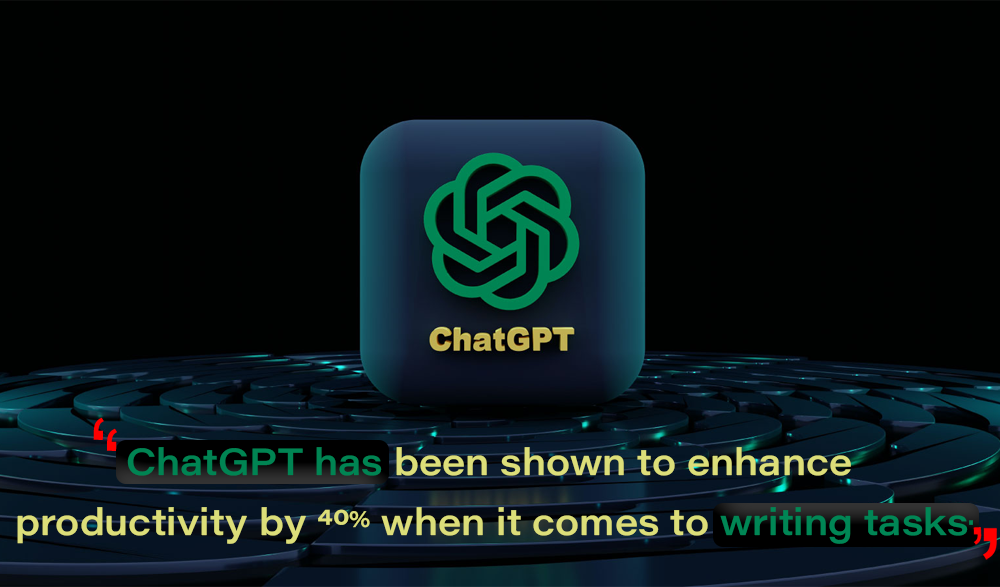 ChatGPT
“ChatGPT has been shown to enhance
productivity by 40% when it comes to writing tasks.”